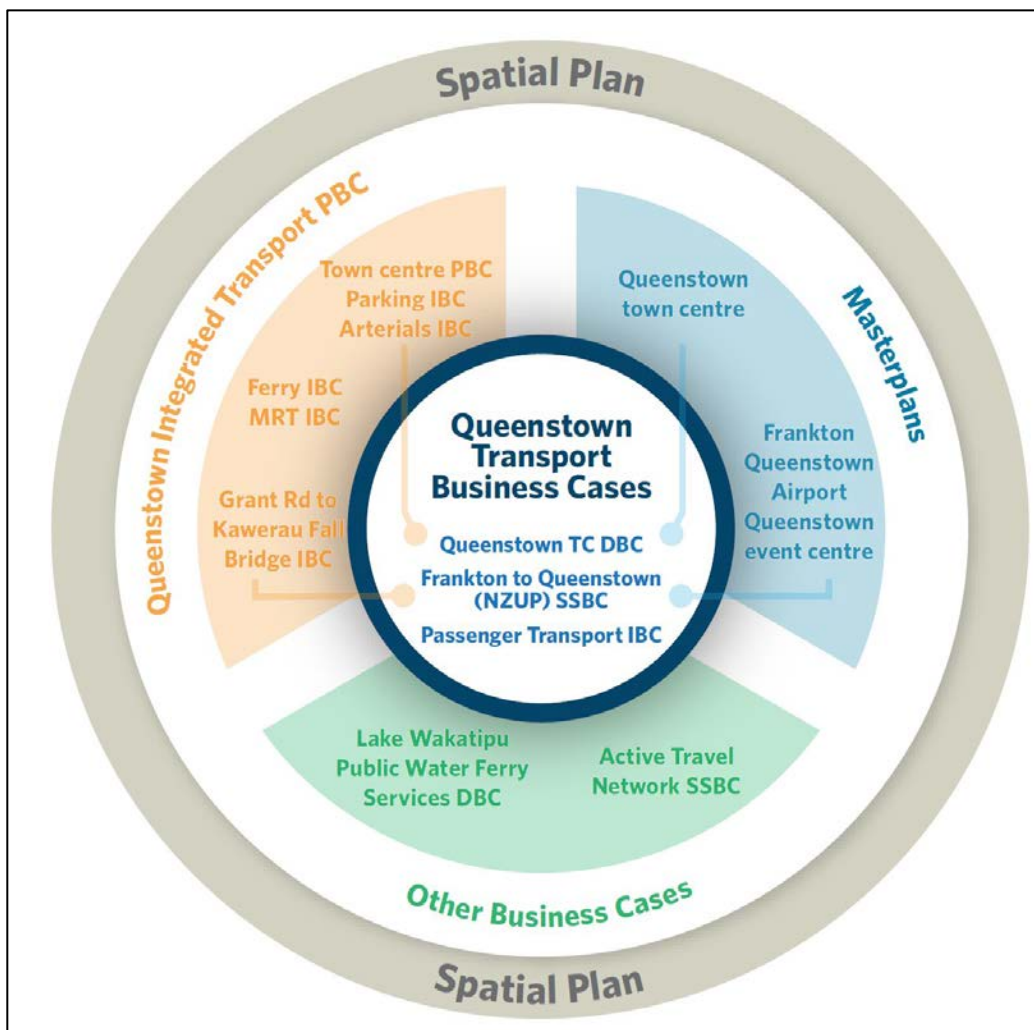 Spatial Plan
Queenstown Integrated Transport PBC
Town centre PBC
Parking IBC
Arterials IBC
Ferry IBC
MRT IBC
Grant Rd to
Kawerau Fall
Bridge IBC
Queenstown
town centre
Masterplans
Frankton
Queenstown
Airport
Queenstown
event centre
Queenstown
Transport
Business Cases
Queenstown TC DBC
Frankton to Queenstown
(NZUP) SSBC
Passenger Transport IBC
Lake Wakatipu
Public Water Ferry
Services DBC
Active Travel
Network SSBC
Other Business Cases
Spatial Plan